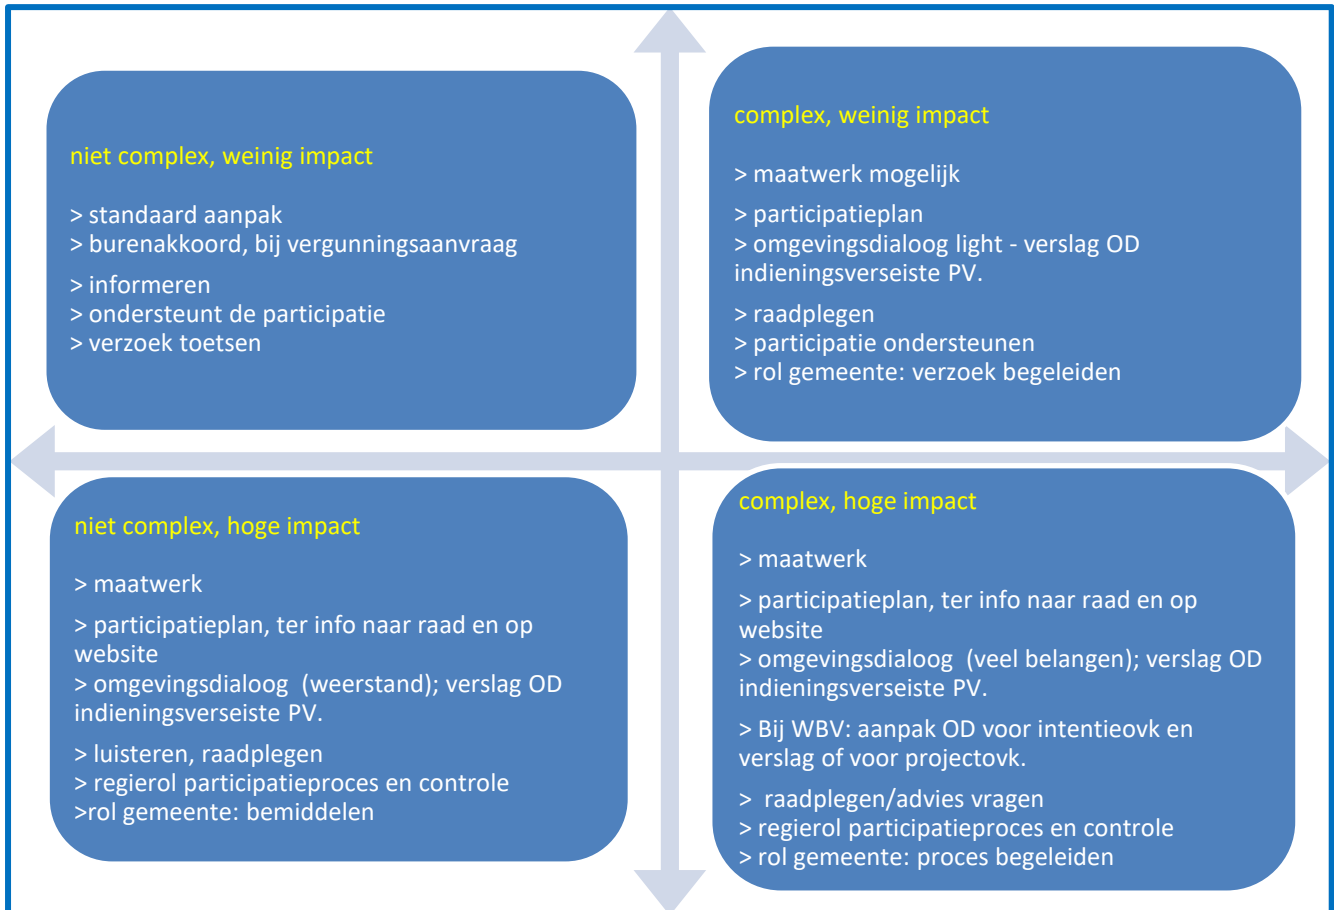 niet complex, weinig impact
> standaard aanpak
> burenakkoord, bij vergunningsaanvraag
> informeren
> ondersteunt de participatie
> verzoek toetsen
complex, weinig impact
> maatwerk mogelijk
> participatieplan
> omgevingsdialoog light - verslag OD
indieningsverseiste PV.
> raadplegen
> participatie ondersteunen
> rol gemeente: verzoek begeleiden
niet complex, hoge impact
> maatwerk
> participatieplan, ter info naar raad en op
website
> omgevingsdialoog  (weerstand); verslag OD
indieningsverseiste PV.
> luisteren, raadplegen
> regierol participatieproces en controle
>rol gemeente: bemiddelen
complex, hoge impact
> maatwerk
> participatieplan, ter info naar raad en op
website
> omgevingsdialoog  (veel belangen); verslag OD
indieningsverseiste PV.
> Bij WBV: aanpak OD voor intentieovk en
verslag of voor projectovk.
>  raadplegen/advies vragen
> regierol participatieproces en controle
> rol gemeente: proces begeleiden